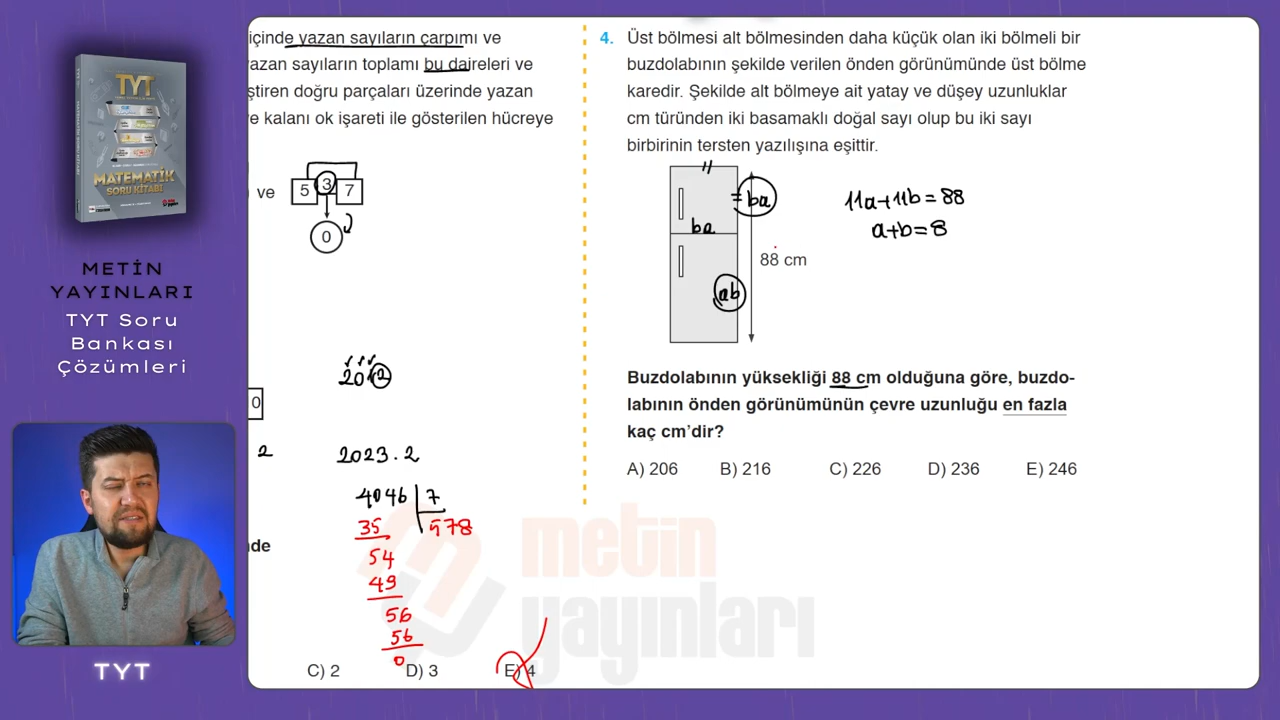 TYT
MATEMATİK
SORU KİTABI
METİN
YAYINLARI
TYT Soru
Bankası
Çözümleri
TYT
içinde yazan sayıların çarpımı ve
yazan sayıların toplamı bu daireleri ve
ştiren doğru parçaları üzerinde yazan
e kalanı ok işareti ile gösterilen hücreye
ve
5 3 7
0
0
2
2023 . 2
4046 7
35 578
54
49
56
56
0
nde
C) 2 D) 3 E) 4
4. Üst bölmesi alt bölmesinden daha küçük olan iki bölmeli bir
buzdolabının şekilde verilen önden görünümünde üst bölme
karedir. Şekilde alt bölmeye ait yatay ve düşey uzunluklar
cm türünden iki basamaklı doğal sayı olup bu iki sayı
birbirinin tersten yazılışına eşittir.
= ba
ba
88 cm
ab
11a+11b=88
a+b=8
Buzdolabının yüksekliği 88 cm olduğuna göre, buzdo-
labının önden görünümünün çevre uzunluğu en fazla
kaç cm'dir?
A) 206 B) 216 C) 226 D) 236 E) 246
metin
yayınları